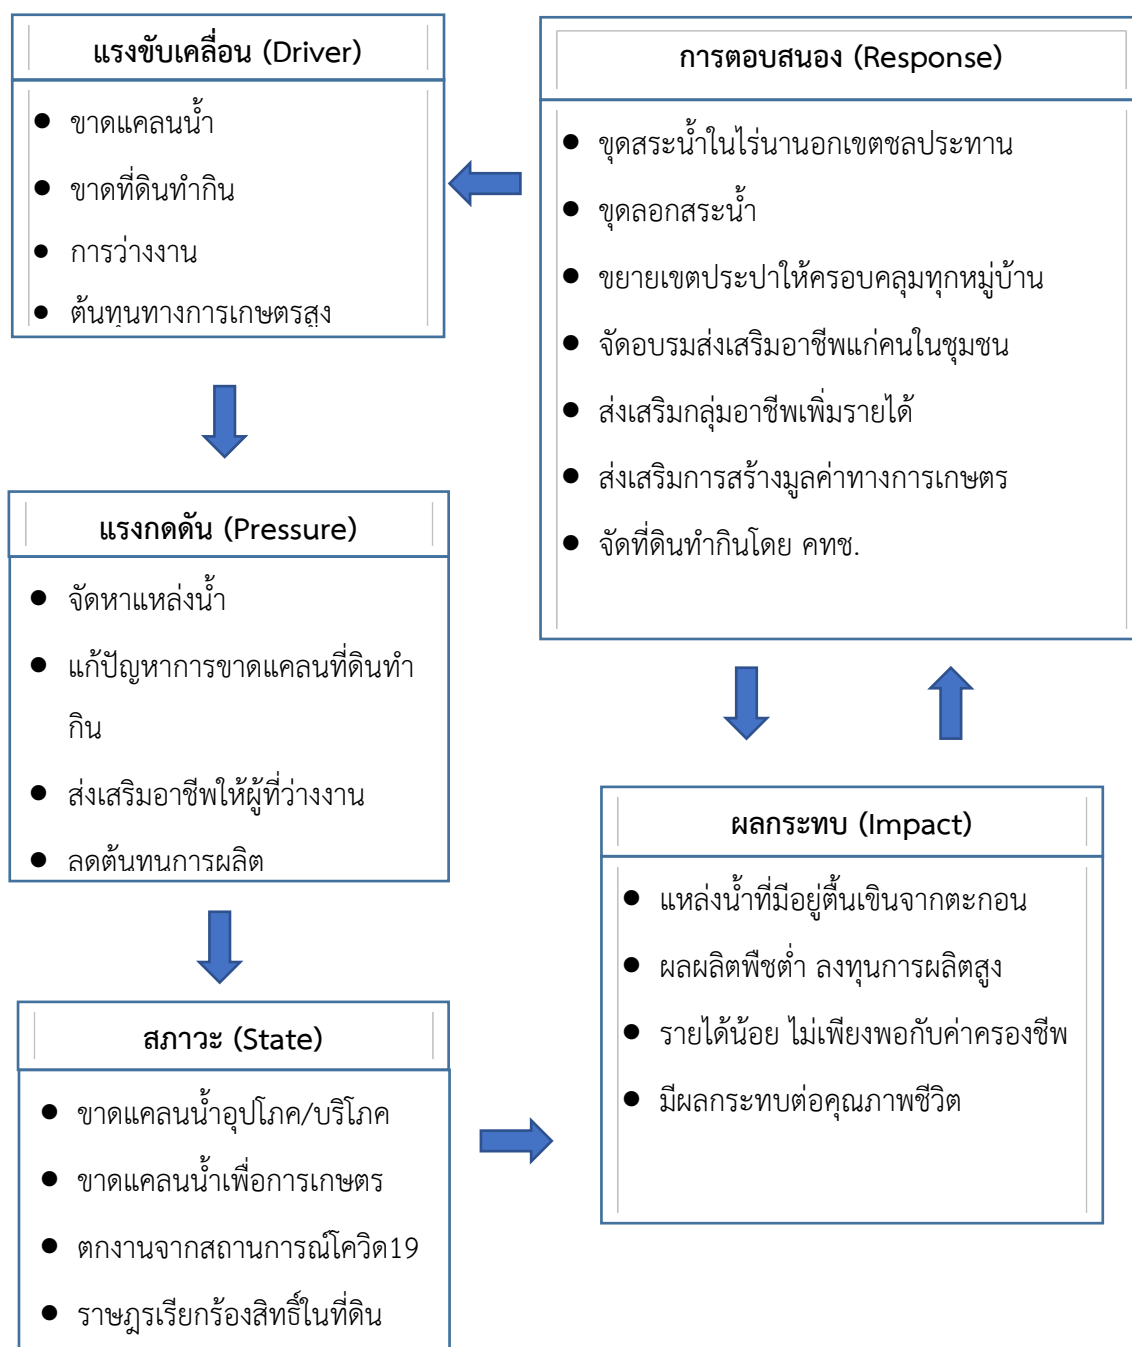 แรงขับเคลื่อน (Driver)
● ขาดแคลนน้ำ
● ขาดที่ดินทำกิน
● การว่างงาน
● ต้นทุนทางการเกษตรสูง
แรงกดดัน (Pressure)
● จัดหาแหล่งน้ำ
● แก้ปัญหาการขาดแคลนที่ดินทำ
กิน
● ส่งเสริมอาชีพให้ผู้ที่ว่างงาน
● ลดต้นทุนการผลิต
สภาวะ (State)
● ขาดแคลนน้ำอุปโภค/บริโภค
● ขาดแคลนน้ำเพื่อการเกษตร
● ตกงานจากสถานการณ์โควิด19
● ราษฎรเรียกร้องสิทธิ์ในที่ดิน
ผลกระทบ (Impact)
● แหล่งน้ำที่มีอยู่ตื้นเขินจากตะกอน
● ผลผลิตพืชต่ำ ลงทุนการผลิตสูง
● รายได้น้อย ไม่เพียงพอกับค่าครองชีพ
● มีผลกระทบต่อคุณภาพชีวิต
การตอบสนอง (Response)
● ขุดสระน้ำในไร่นานอกเขตชลประทาน
● ขุดลอกสระน้ำ
● ขยายเขตประปาให้ครอบคลุมทุกหมู่บ้าน
● จัดอบรมส่งเสริมอาชีพแก่คนในชุมชน
● ส่งเสริมกลุ่มอาชีพเพิ่มรายได้
● ส่งเสริมการสร้างมูลค่าทางการเกษตร
● จัดที่ดินทำกินโดย คทช.